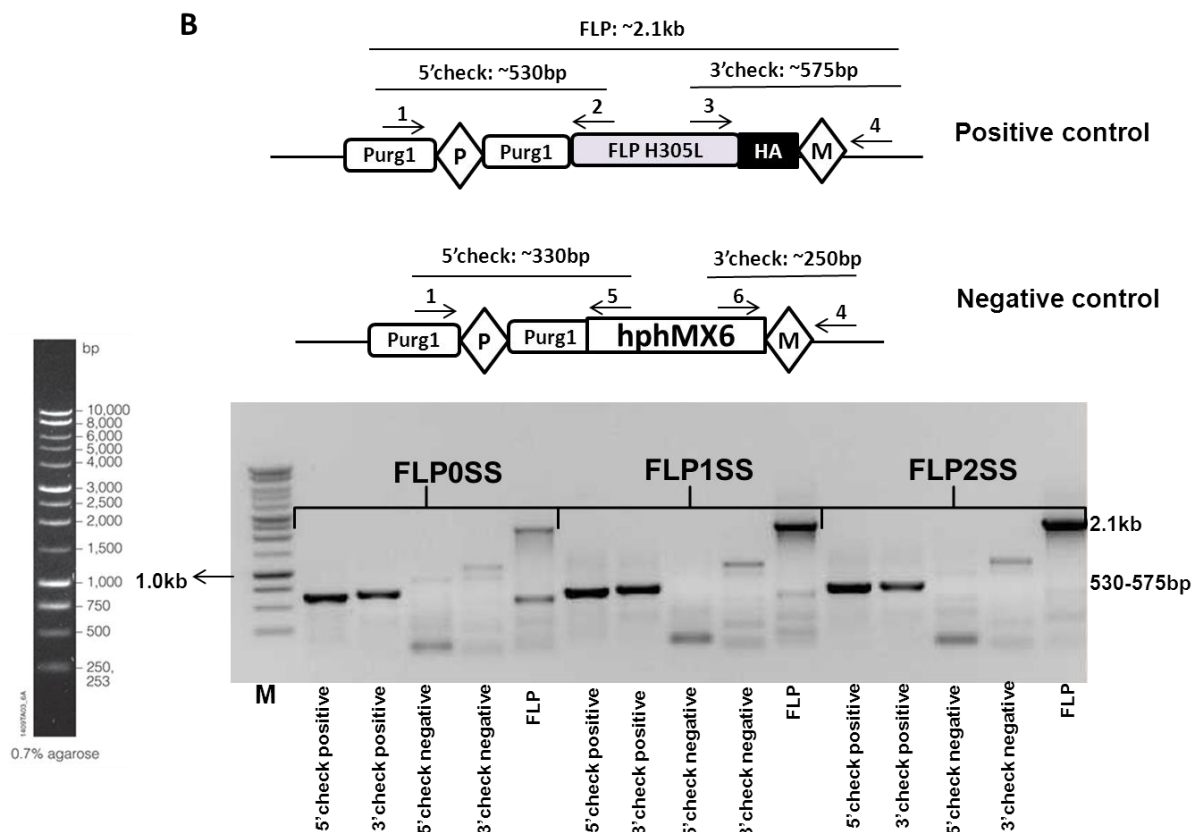 B
FLP: ~2.1kb
5'check: ~530bp
3'check: ~575bp
1
2
3
4
Purg1
P
Purg1
FLP H305L
HA
M
Positive control
5'check: ~330bp
3'check: ~250bp
1
5
6
4
Purg1
P
Purg1
hphMX6
M
Negative control
bp
10,000
8,000
6,000
5,000
4,000
3,000
2,500
2,000
1,500
1,000
750
500
250,
253
1409TA03_6A
0.7% agarose
1.0kb
FLP0SS
FLP1SS
FLP2SS
2.1kb
530-575bp
M
5'check positive
3'check positive
5'check negative
3'check negative
FLP
5'check positive
3'check positive
5'check negative
3'check negative
FLP
5'check positive
3'check positive
5'check negative
3'check negative
FLP